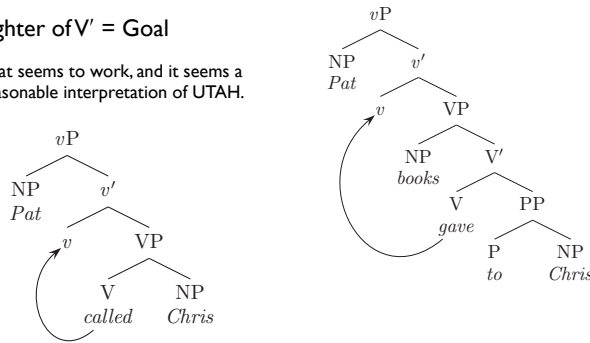 ghter of V′ = Goal
at seems to work, and it seems a
asonable interpretation of UTAH.
vP
NP v′
Pat
v VP
V NP
called Chris
vP
NP v′
Pat
v VP
NP V′
books
V PP
gave
P NP
to Chris